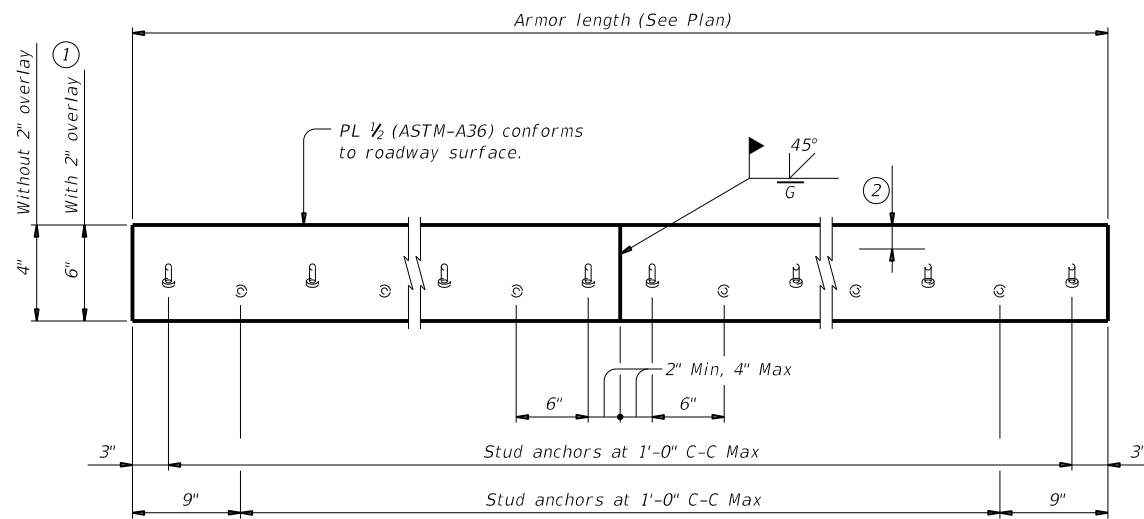 Armor length (See Plan)
Without 2" overlay
1
With 2" overlay
PL ½ (ASTM-A36) conforms
to roadway surface.
45°
G
2
4"
6"
2" Min, 4" Max
6"
6"
3"
Stud anchors at 1'-0" C-C Max
3"
9"
Stud anchors at 1'-0" C-C Max
9"